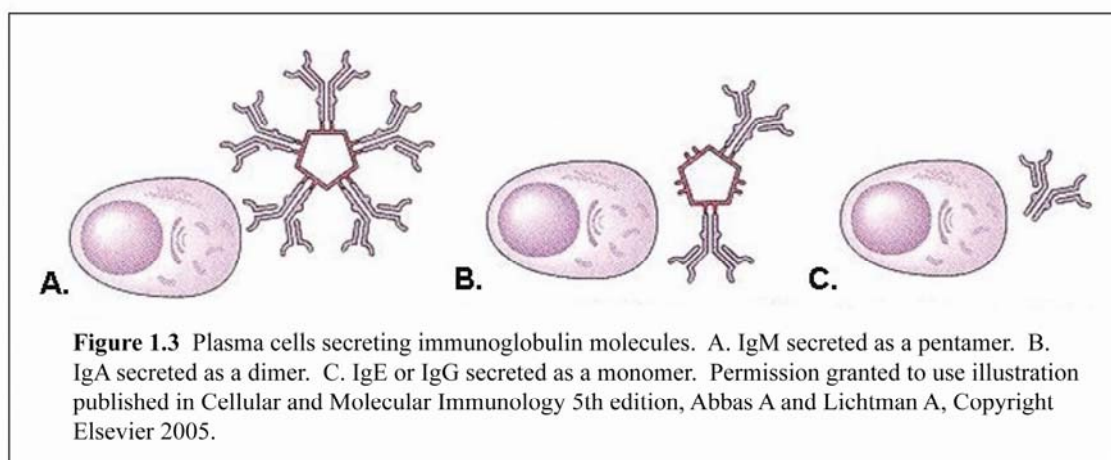 A.
B.
C.
Figure 1.3 Plasma cells secreting immunoglobulin molecules. A. IgM secreted as a pentamer. B.
IgA secreted as a dimer. C. IgE or IgG secreted as a monomer. Permission granted to use illustration
published in Cellular and Molecular Immunology 5th edition, Abbas A and Lichtman A, Copyright
Elsevier 2005.